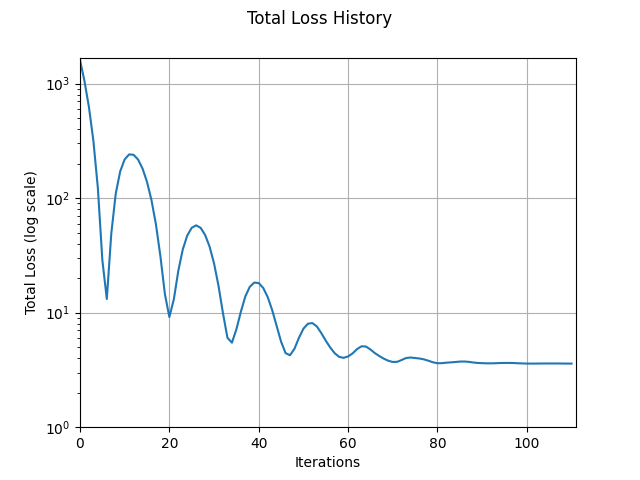 Total Loss History
Total Loss (log scale)
10³
10²
10¹
10⁰
0 20 40 60 80 100
Iterations